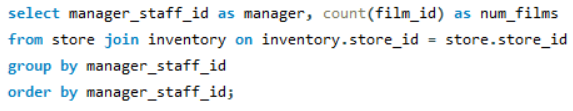 select manager_staff_id as manager, count(film_id) as num_films
from store join inventory on inventory.store_id = store.store_id
group by manager_staff_id
order by manager_staff_id;